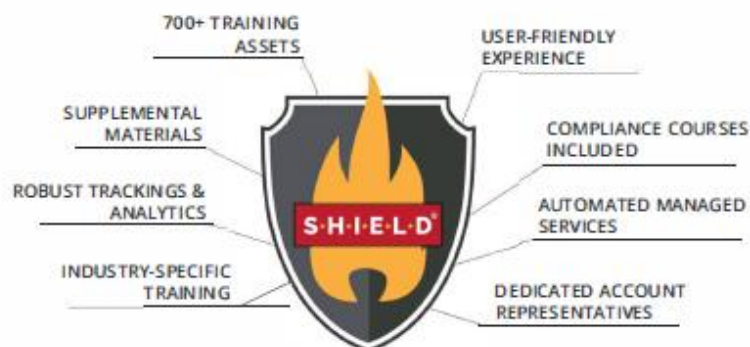 700+ TRAINING
ASSETS
USER-FRIENDLY
EXPERIENCE
SUPPLEMENTAL
MATERIALS
COMPLIANCE COURSES
INCLUDED
ROBUST TRACKINGS &
ANALYTICS
S·H·I·E·L·D®
AUTOMATED MANAGED
SERVICES
INDUSTRY-SPECIFIC
TRAINING
DEDICATED ACCOUNT
REPRESENTATIVES